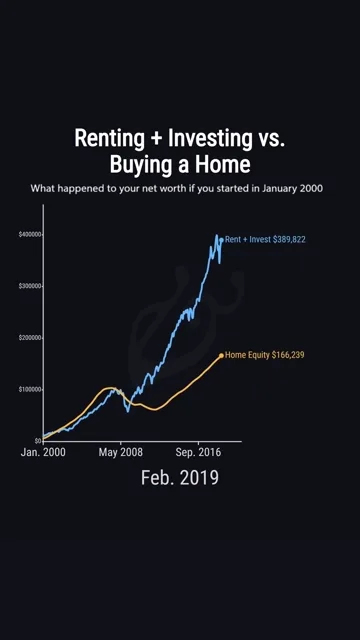 Renting + Investing vs.
Buying a Home
What happened to your net worth if you started in January 2000
$400000
Rent + Invest $389,822
$300000
$200000
Home Equity $166,239
$100000
$0
Jan. 2000
May 2008
Sep. 2016
Feb. 2019